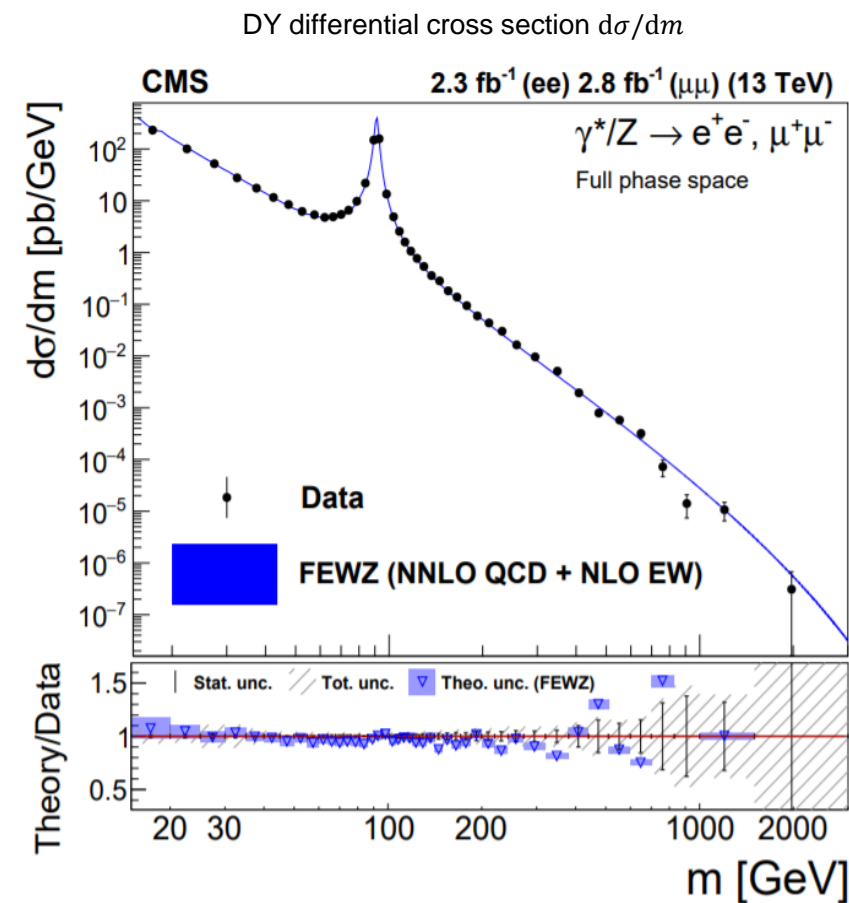 DY differential cross section dσ/dm
CMS 2.3 fb⁻¹ (ee) 2.8 fb⁻¹ (μμ) (13 TeV)
γ*/Z → e⁺e⁻, μ⁺μ⁻
Full phase space
dσ/dm [pb/GeV]
10²
10
1
10⁻¹
10⁻²
10⁻³
10⁻⁴
10⁻⁵
10⁻⁶
10⁻⁷
Data
FEWZ (NNLO QCD + NLO EW)
Theory/Data
1.5
1
0.5
Stat. unc. Tot. unc. Theo. unc. (FEWZ)
20 30 100 200 1000 2000
m [GeV]